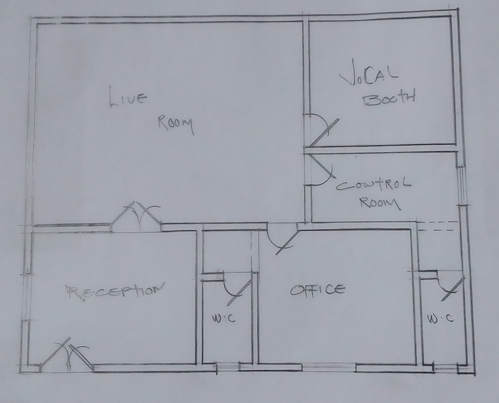 LIVE
ROOM
VOCAL
BOOTH
CONTROL
ROOM
RECEPTION
OFFICE
W.C
W.C